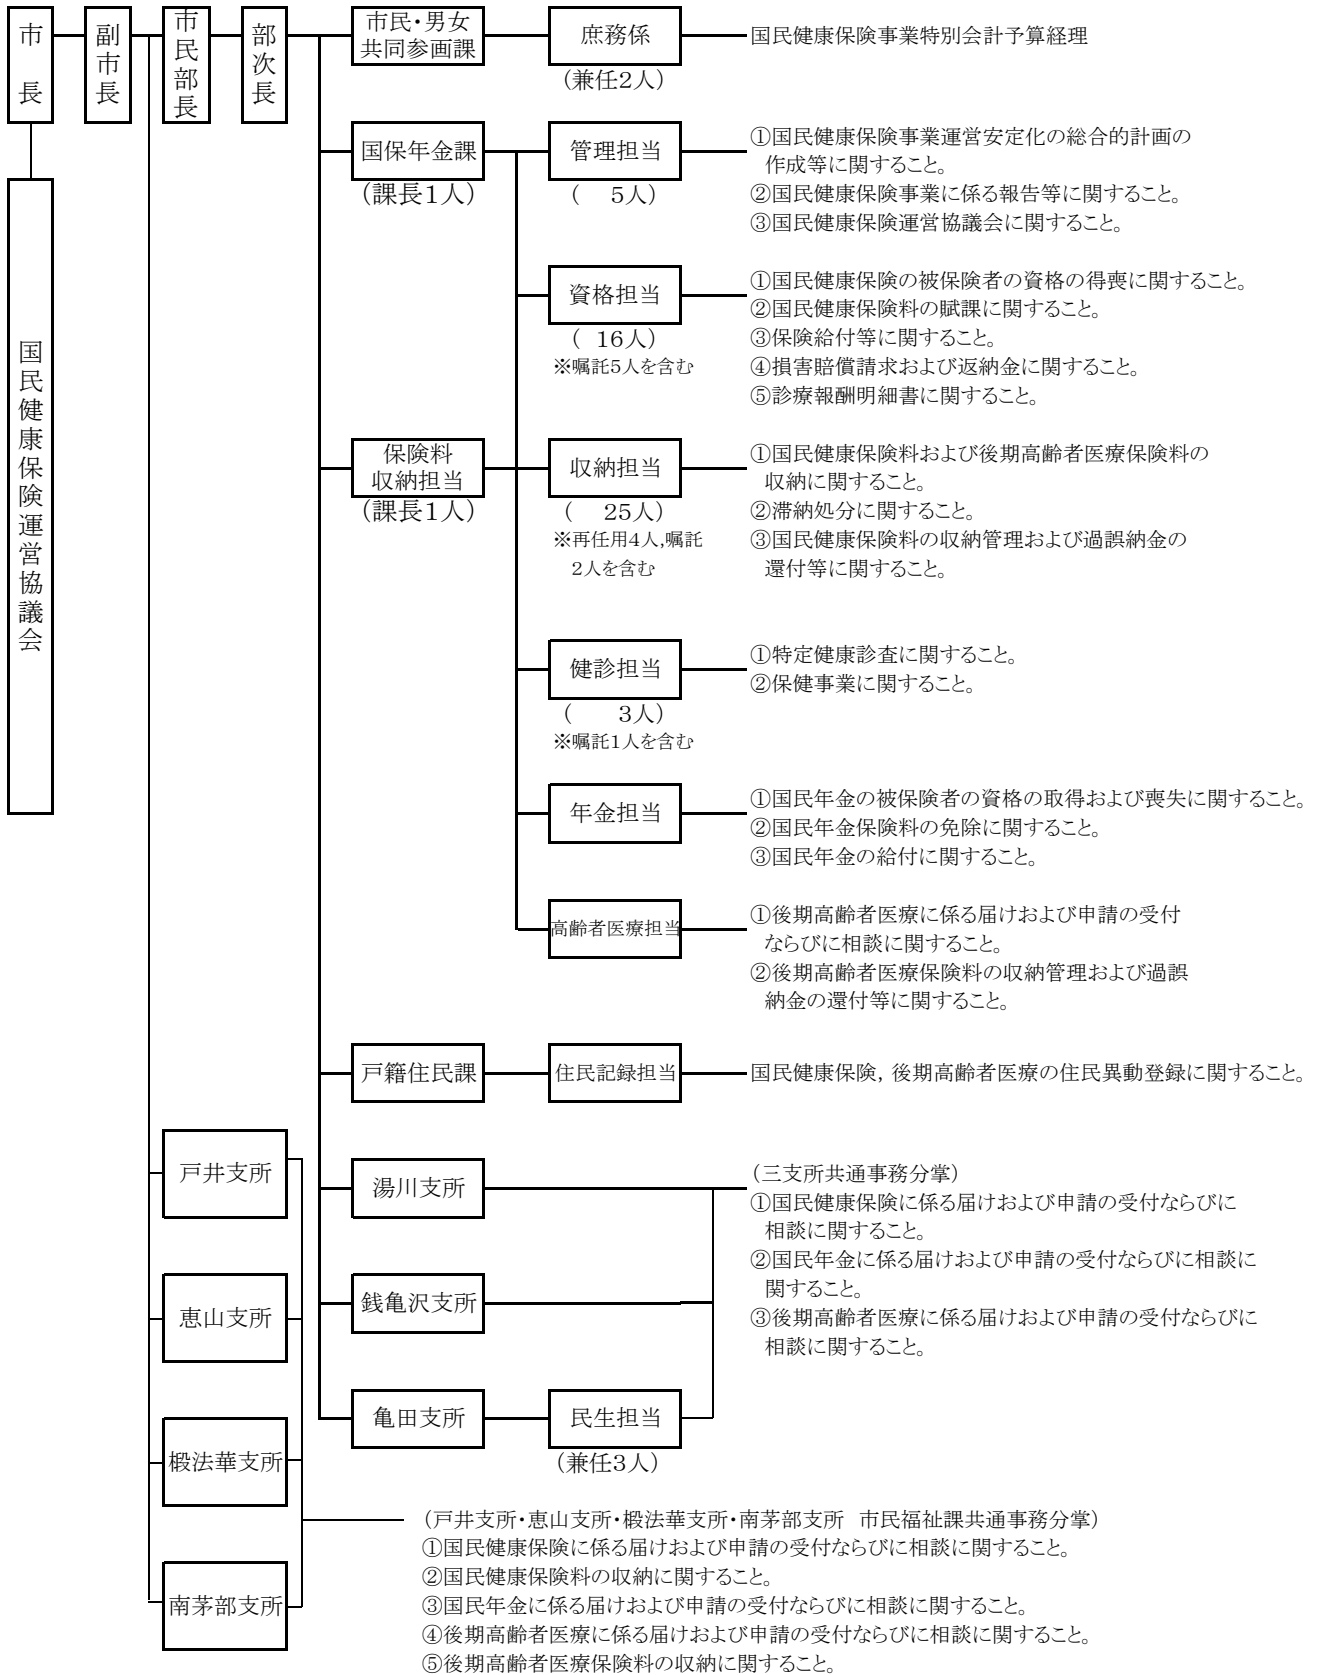 市長
副市長
市民部長
部次長
市民・男女
共同参画課
庶務係
国民健康保険事業特別会計予算経理
（兼任2人）
国民健康保険運営協議会
国保年金課
（課長1人）
管理担当
（　5人）
①国民健康保険事業運営安定化の総合的計画の
作成等に関すること。
②国民健康保険事業に係る報告等に関すること。
③国民健康保険運営協議会に関すること。
資格担当
（ 16人）
※嘱託5人を含む
①国民健康保険の被保険者の資格の得喪に関すること。
②国民健康保険料の賦課に関すること。
③保険給付等に関すること。
④損害賠償請求および返納金に関すること。
⑤診療報酬明細書に関すること。
保険料
収納担当
（課長1人）
収納担当
（　25人）
※再任用4人,嘱託
2人を含む
①国民健康保険料および後期高齢者医療保険料の
収納に関すること。
②滞納処分に関すること。
③国民健康保険料の収納管理および過誤納金の
還付等に関すること。
健診担当
（　3人）
※嘱託1人を含む
①特定健康診査に関すること。
②保健事業に関すること。
年金担当
①国民年金の被保険者の資格の取得および喪失に関すること。
②国民年金保険料の免除に関すること。
③国民年金の給付に関すること。
高齢者医療担当
①後期高齢者医療に係る届けおよび申請の受付
ならびに相談に関すること。
②後期高齢者医療保険料の収納管理および過誤
納金の還付等に関すること。
戸籍住民課
住民記録担当
国民健康保険，後期高齢者医療の住民異動登録に関すること。
戸井支所
恵山支所
椴法華支所
南茅部支所
湯川支所
銭亀沢支所
亀田支所
民生担当
（兼任3人）
（三支所共通事務分掌）
①国民健康保険に係る届けおよび申請の受付ならびに
相談に関すること。
②国民年金に係る届けおよび申請の受付ならびに相談に
関すること。
③後期高齢者医療に係る届けおよび申請の受付ならびに
相談に関すること。
（戸井支所・恵山支所・椴法華支所・南茅部支所　市民福祉課共通事務分掌）
①国民健康保険に係る届けおよび申請の受付ならびに相談に関すること。
②国民健康保険料の収納に関すること。
③国民年金に係る届けおよび申請の受付ならびに相談に関すること。
④後期高齢者医療に係る届けおよび申請の受付ならびに相談に関すること。
⑤後期高齢者医療保険料の収納に関すること。